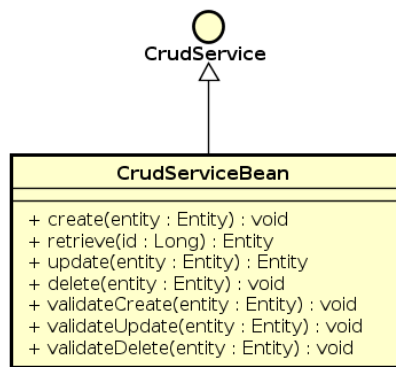 CrudService
CrudServiceBean
+ create(entity : Entity) : void
+ retrieve(id : Long) : Entity
+ update(entity : Entity) : Entity
+ delete(entity : Entity) : void
+ validateCreate(entity : Entity) : void
+ validateUpdate(entity : Entity) : void
+ validateDelete(entity : Entity) : void